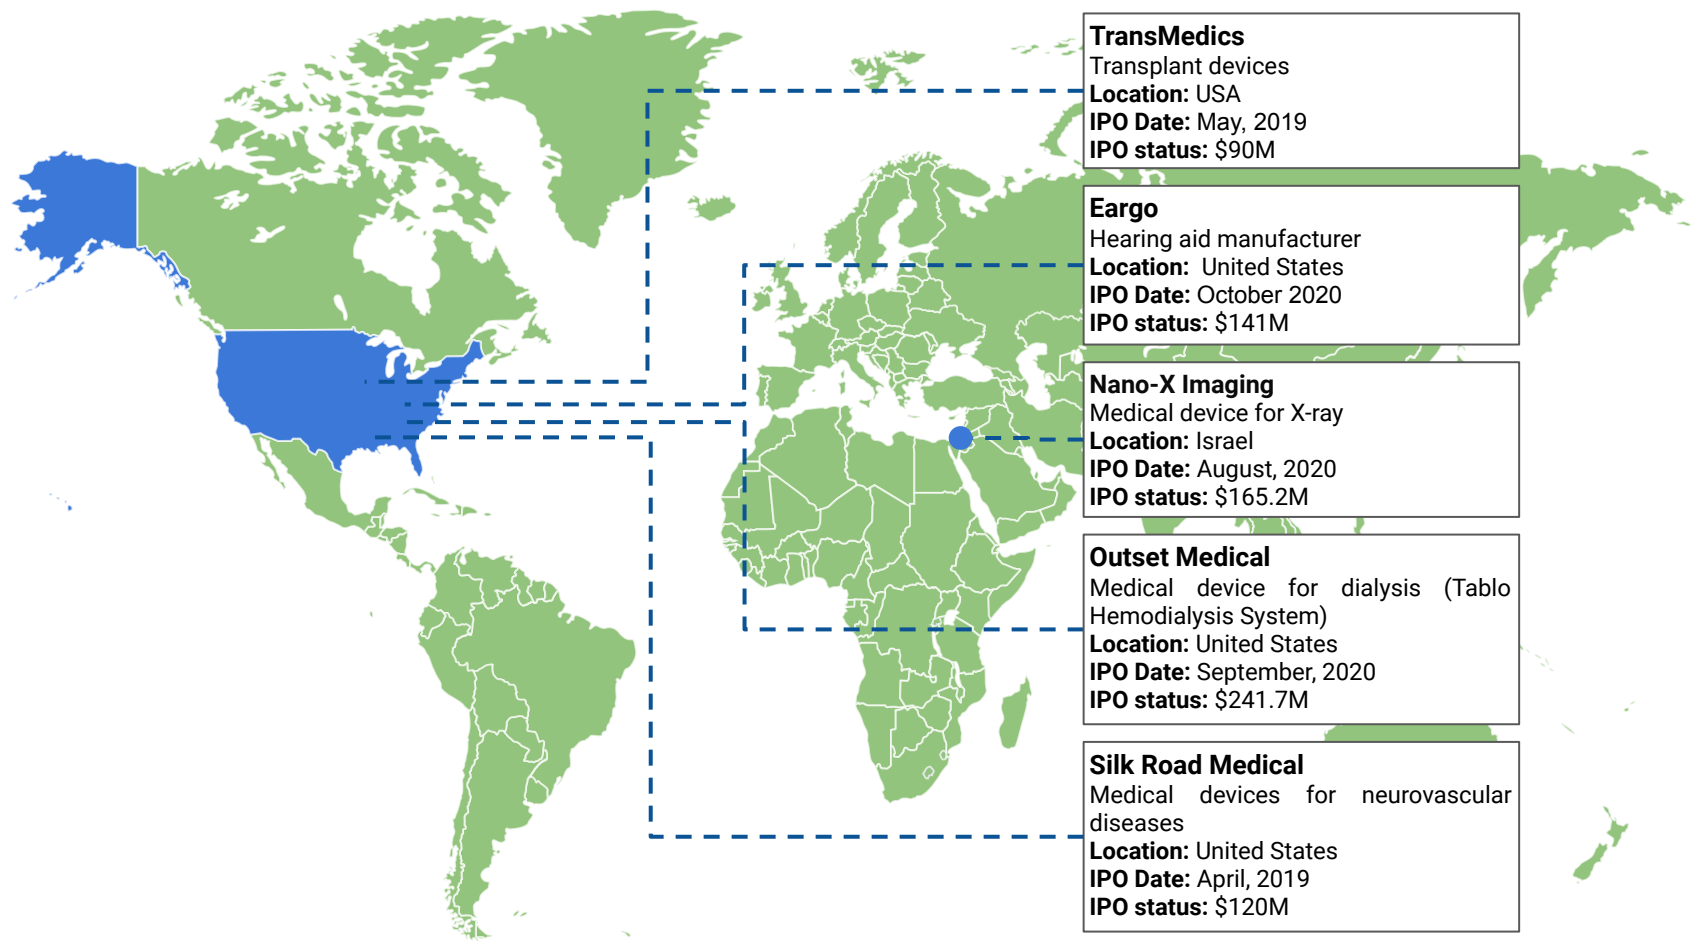 TransMedics
Transplant devices
Location: USA
IPO Date: May, 2019
IPO status: $90M
Eargo
Hearing aid manufacturer
Location: United States
IPO Date: October 2020
IPO status: $141M
Nano-X Imaging
Medical device for X-ray
Location: Israel
IPO Date: August, 2020
IPO status: $165.2M
Outset Medical
Medical device for dialysis (Tablo
Hemodialysis System)
Location: United States
IPO Date: September, 2020
IPO status: $241.7M
Silk Road Medical
Medical devices for neurovascular
diseases
Location: United States
IPO Date: April, 2019
IPO status: $120M